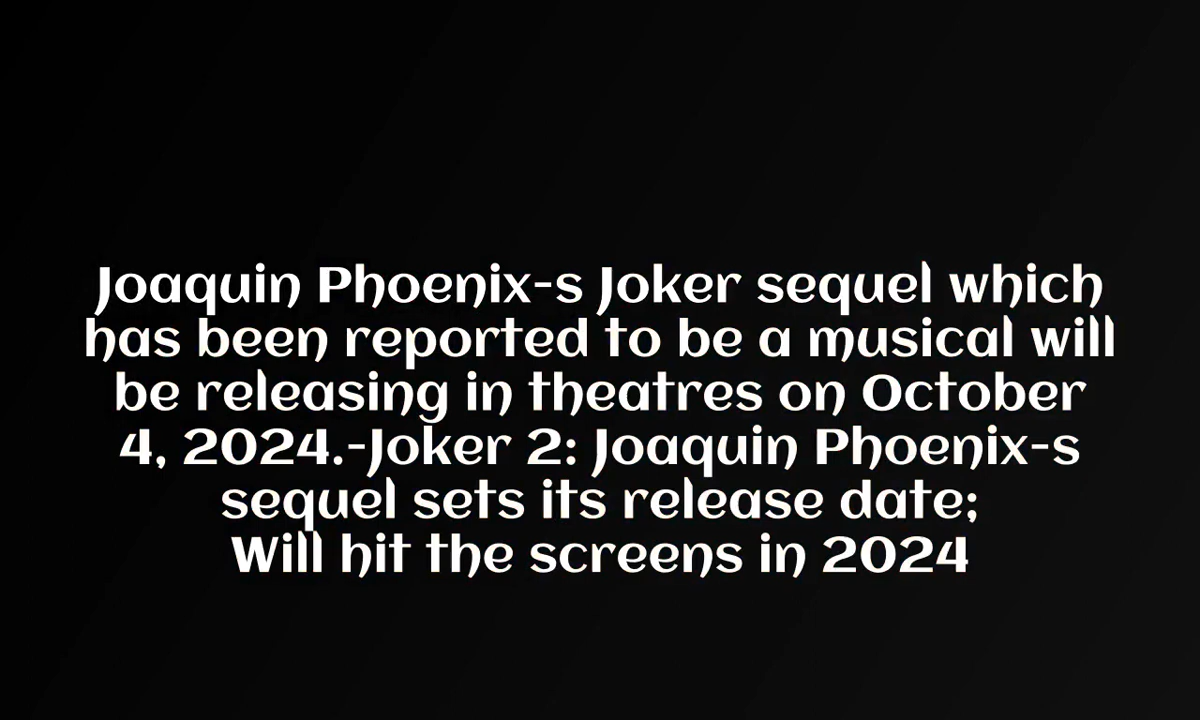 Joaquin Phoenix-s Joker sequel which
has been reported to be a musical will
be releasing in theatres on October
4, 2024.-Joker 2: Joaquin Phoenix-s
sequel sets its release date;
Will hit the screens in 2024